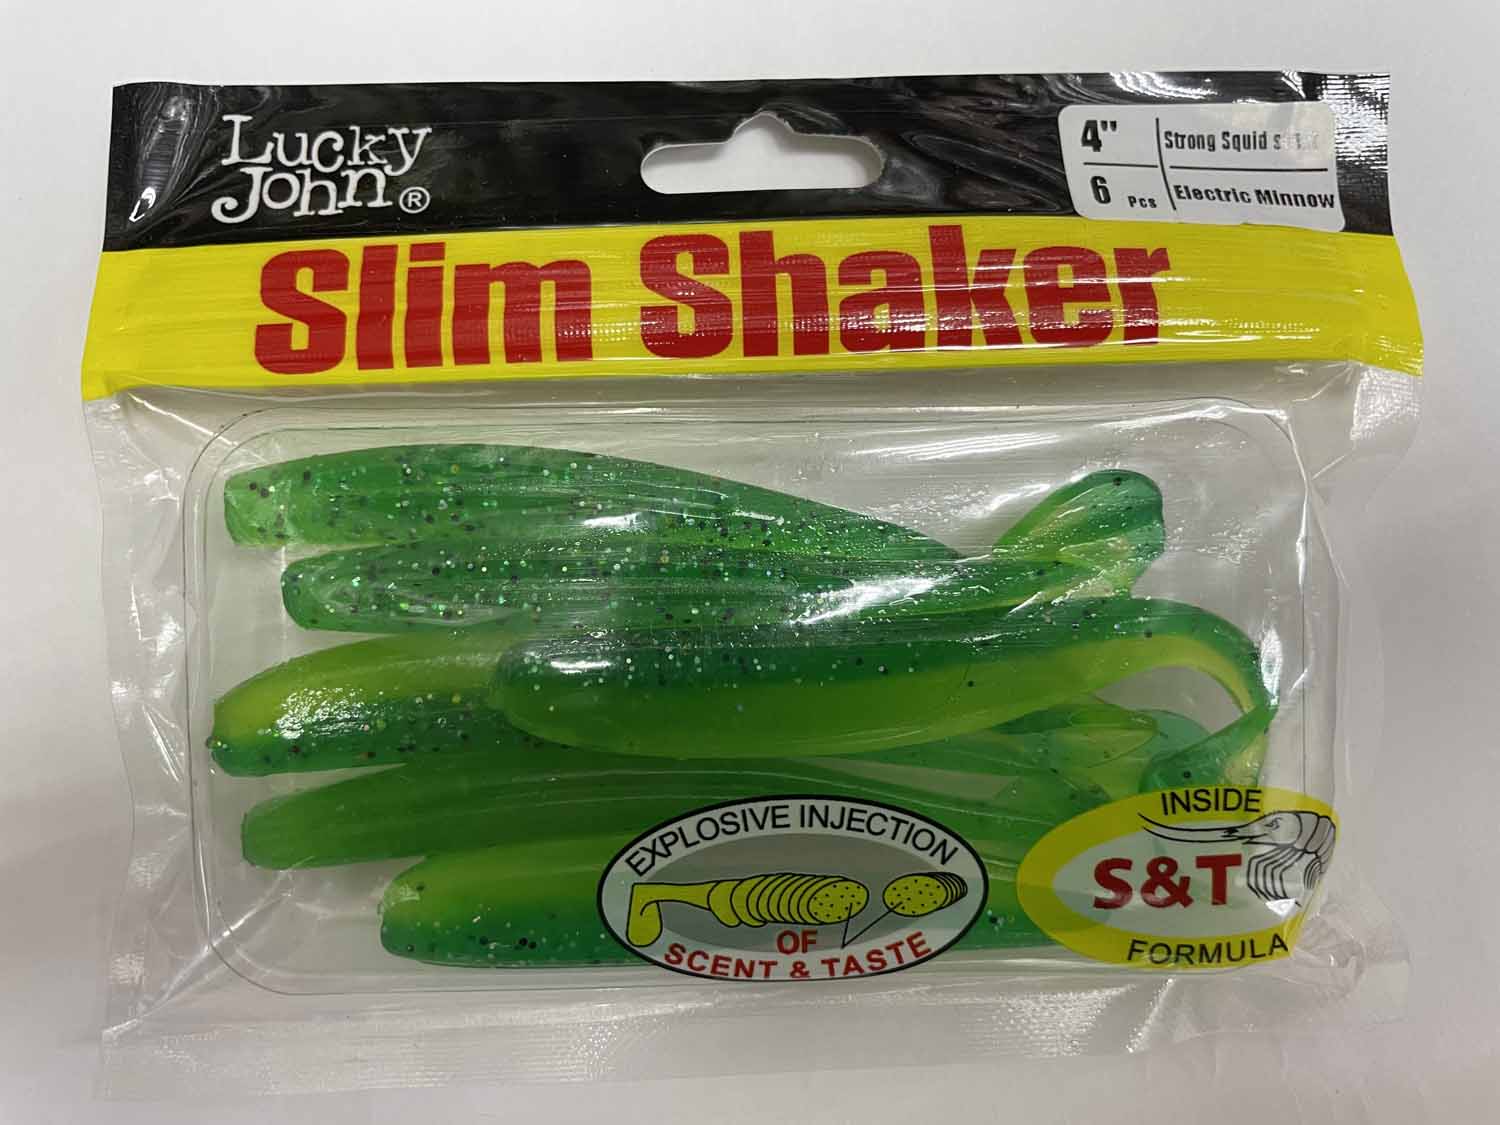 Lucky
John®
4"
Strong Squid
6 Pcs
Electric Minnow
Slim Shaker
EXPLOSIVE INJECTION
OF
SCENT & TASTE
INSIDE
S&T
FORMULA